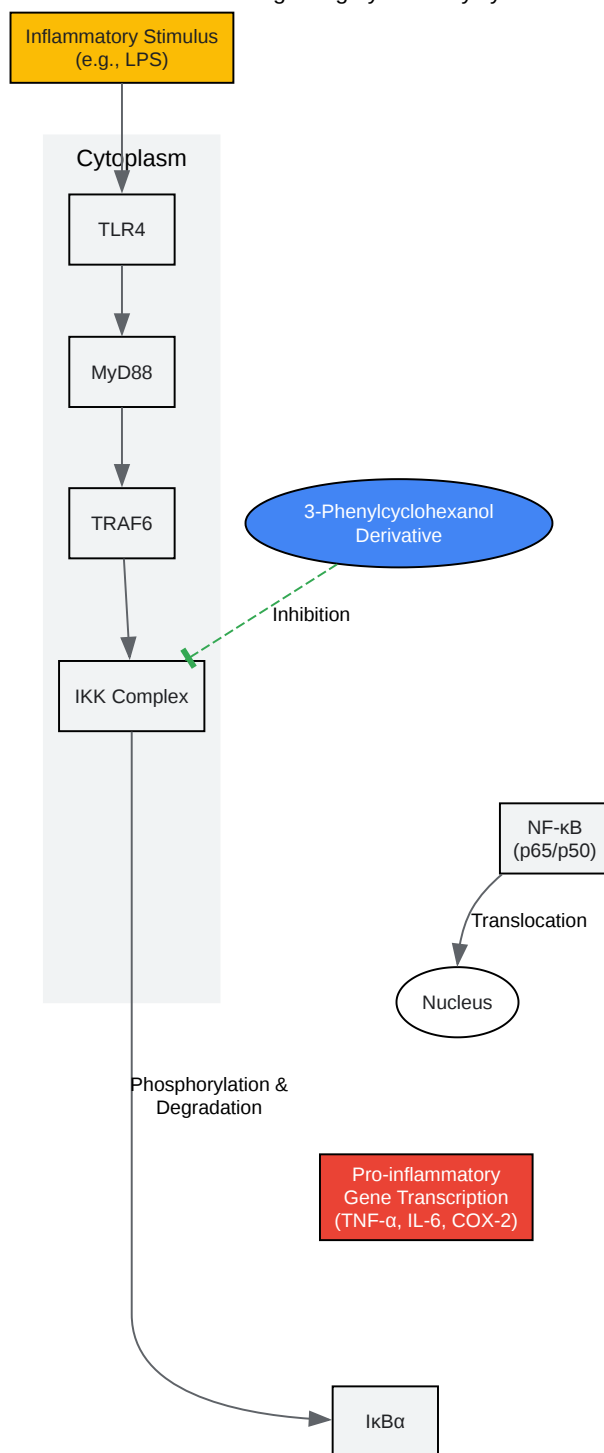 Inflammatory Stimulus
(e.g., LPS)
Cytoplasm
TLR4
MyD88
TRAF6
3-Phenylcyclohexanol
Derivative
Inhibition
IKK Complex
NF-κB
(p65/p50)
Translocation
Nucleus
Phosphorylation &
Degradation
Pro-inflammatory
Gene Transcription
(TNF-α, IL-6, COX-2)
IκBα